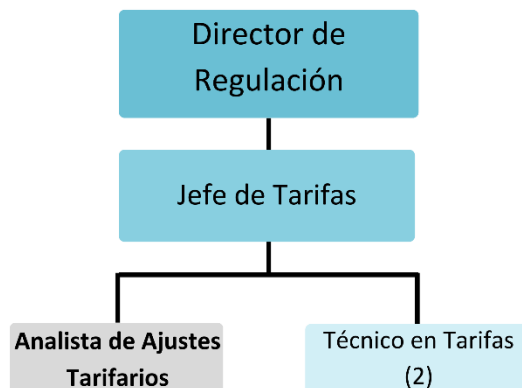 Director de
Regulación
Jefe de Tarifas
Analista de Ajustes
Tarifarios
Técnico en Tarifas
(2)